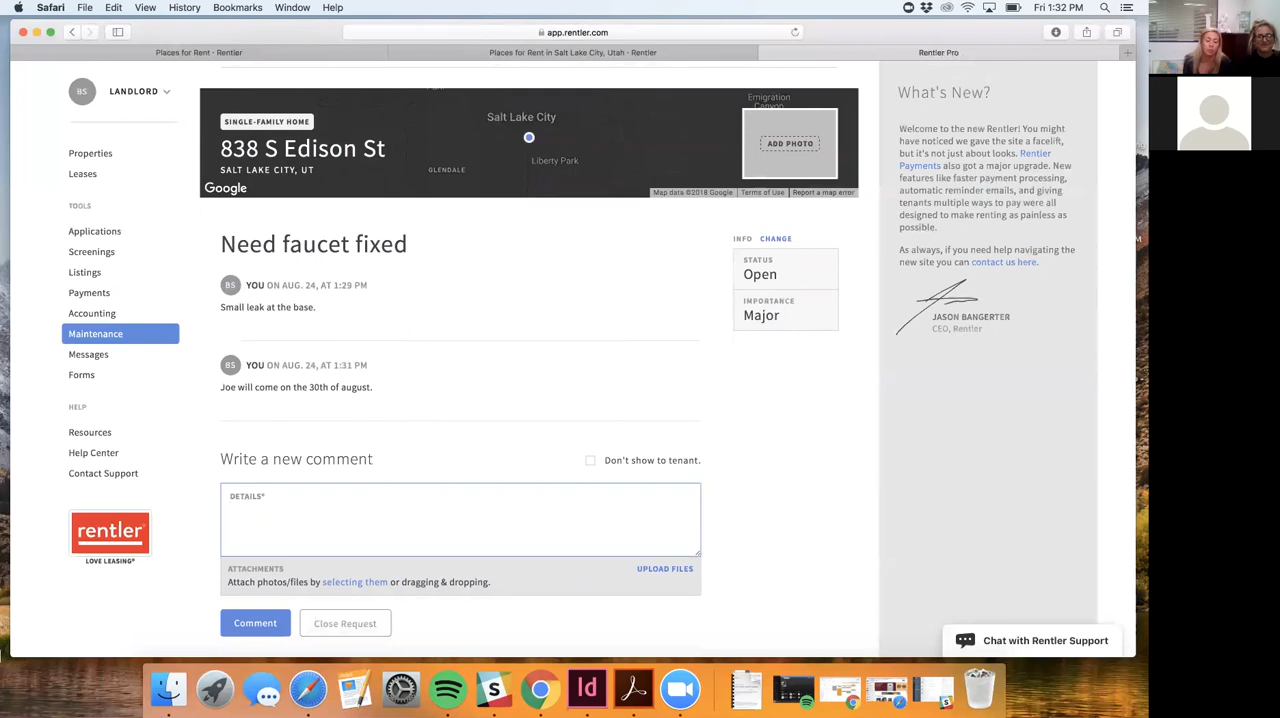 Safari File Edit View History Bookmarks Window Help Fri 1:32 PM
app.rentler.com
Places for Rent - Rentler
Places for Rent in Salt Lake City, Utah - Rentler
Rentler Pro
BS LANDLORD
Properties
Leases
TOOLS
Applications
Screenings
Listings
Payments
Accounting
Maintenance
Messages
Forms
HELP
Resources
Help Center
Contact Support
rentler
LOVE LEASING®
SINGLE-FAMILY HOME
838 S Edison St
SALT LAKE CITY, UT
Google
Salt Lake City
Liberty Park
GLENDALE
Emigration
Canyon
ADD PHOTO
Map data ©2018 Google Terms of Use Report a map error
Need faucet fixed
BS YOU ON AUG. 24, AT 1:29 PM
Small leak at the base.
BS YOU ON AUG. 24, AT 1:31 PM
Joe will come on the 30th of august.
INFO CHANGE
STATUS
Open
IMPORTANCE
Major
Write a new comment
Don't show to tenant.
DETAILS*
ATTACHMENTS
UPLOAD FILES
Attach photos/files by selecting them or dragging & dropping.
Comment
Close Request
What's New?
Welcome to the new Rentler! You might
have noticed we gave the site a facelift,
but it's not just about looks. Rentler
Payments also got a major upgrade. New
features like faster payment processing,
automatic reminder emails, and giving
tenants multiple ways to pay were all
designed to make renting as painless as
possible.
As always, if you need help navigating the
new site you can contact us here.
JASON BANGERTER
CEO, Rentler
Chat with Rentler Support
Id